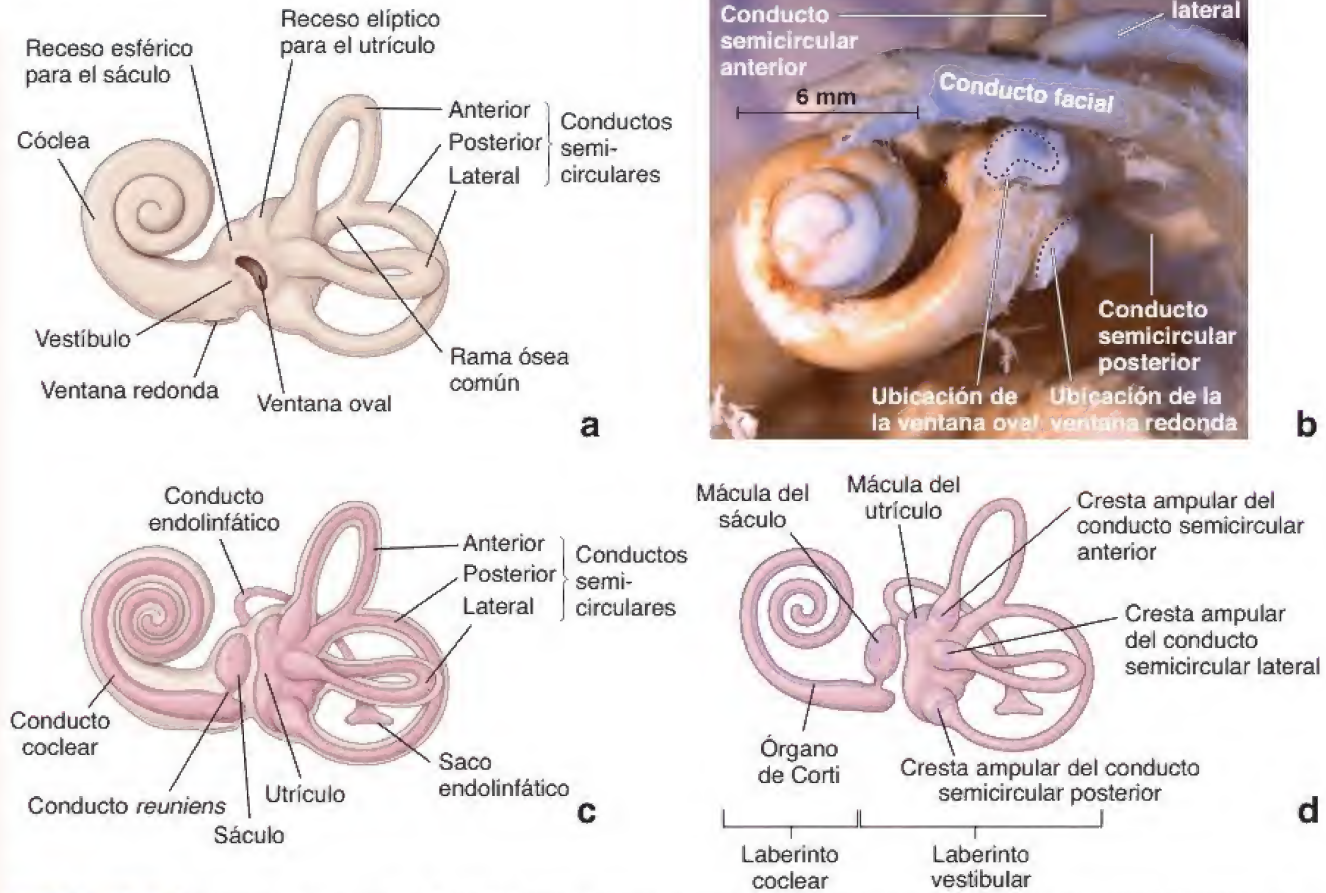 Receso elíptico
para el utrículo
Receso esférico
para el sáculo
Cóclea
Anterior
Posterior
Lateral
Conductos
semi-
circulares
Vestíbulo
Ventana redonda
Ventana oval
Rama ósea
común
a
Conducto
semicircular
anterior
lateral
6 mm
Conducto facial
Conducto
semicircular
posterior
Ubicación de
la ventana oval
Ubicación de la
ventana redonda
b
Conducto
endolinfático
Anterior
Posterior
Lateral
Conductos
semi-
circulares
Conducto
coclear
Conducto reuniens
Sáculo
Utrículo
Saco
endolinfático
c
Mácula del
sáculo
Mácula del
utrículo
Cresta ampular del
conducto semicircular
anterior
Cresta ampular
del conducto
semicircular lateral
Órgano
de Corti
Cresta ampular del conducto
semicircular posterior
d
Laberinto
coclear
Laberinto
vestibular